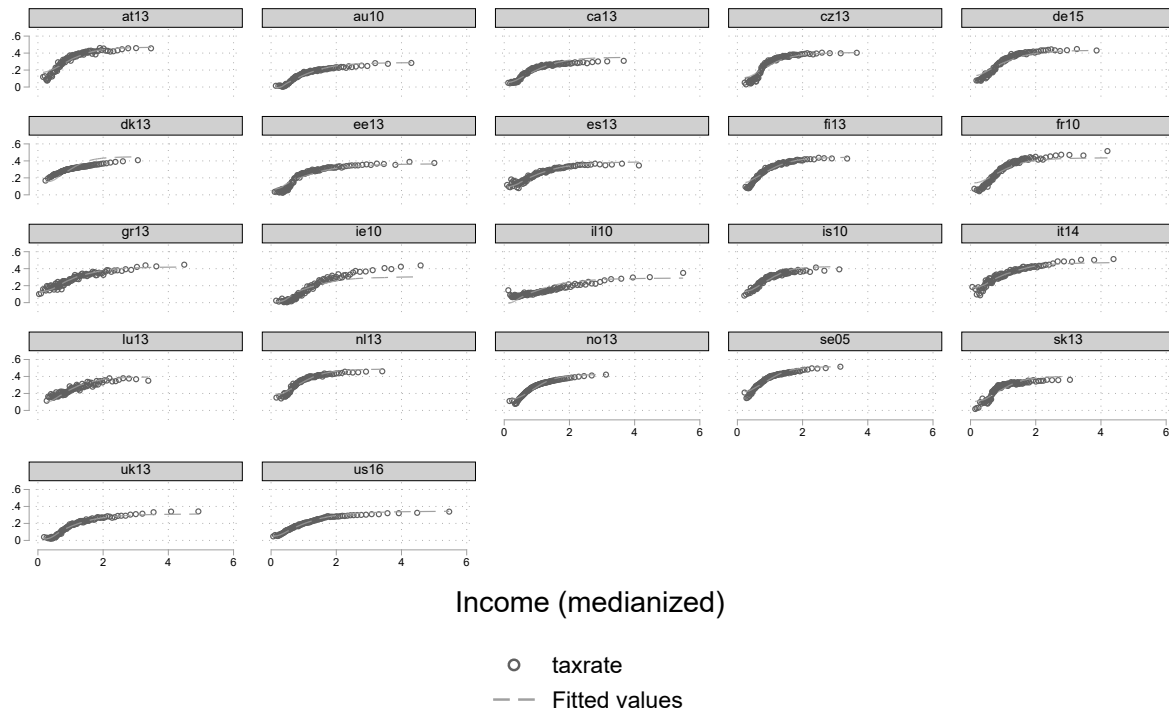 at13 au10 ca13 cz13 de15
.6
.4
.2
0
dk13 ee13 es13 fi13 fr10
.6
.4
.2
0
gr13 ie10 il10 is10 it14
.6
.4
.2
0
lu13 nl13 no13 se05 sk13
.6
.4
.2
0
0 2 4 6 0 2 4 6 0 2 4 6
uk13 us16
.6
.4
.2
0
0 2 4 6 0 2 4 6
Income (medianized)
taxrate
Fitted values